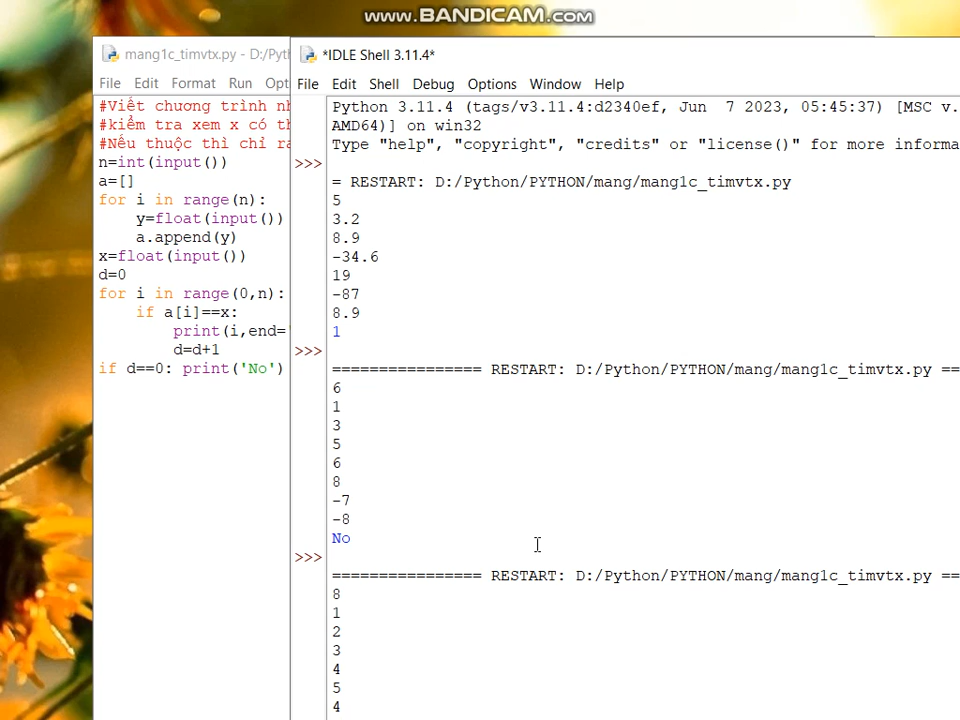 WWW.BANDICAM.COM
mang1c_timvtx.py - D:/Pyth
File Edit Format Run Opt
#Viết chương trình nh
#kiểm tra xem x có th
#Nếu thuộc thì chỉ ra
n=int(input())
a=[]
for i in range(n):
    y=float(input())
    a.append(y)
x=float(input())
d=0
for i in range(0,n):
    if a[i]==x:
        print(i,end='
        d=d+1
if d==0: print('No')
*IDLE Shell 3.11.4*
File Edit Shell Debug Options Window Help
Python 3.11.4 (tags/v3.11.4:d2340ef, Jun  7 2023, 05:45:37) [MSC v.
AMD64)] on win32
Type "help", "copyright", "credits" or "license()" for more informa
>>>
= RESTART: D:/Python/PYTHON/mang/mang1c_timvtx.py
5
3.2
8.9
-34.6
19
-87
8.9
1
>>>
================ RESTART: D:/Python/PYTHON/mang/mang1c_timvtx.py ==
6
1
3
5
6
8
-7
-8
No
>>>
================ RESTART: D:/Python/PYTHON/mang/mang1c_timvtx.py ==
8
1
2
3
4
5
4